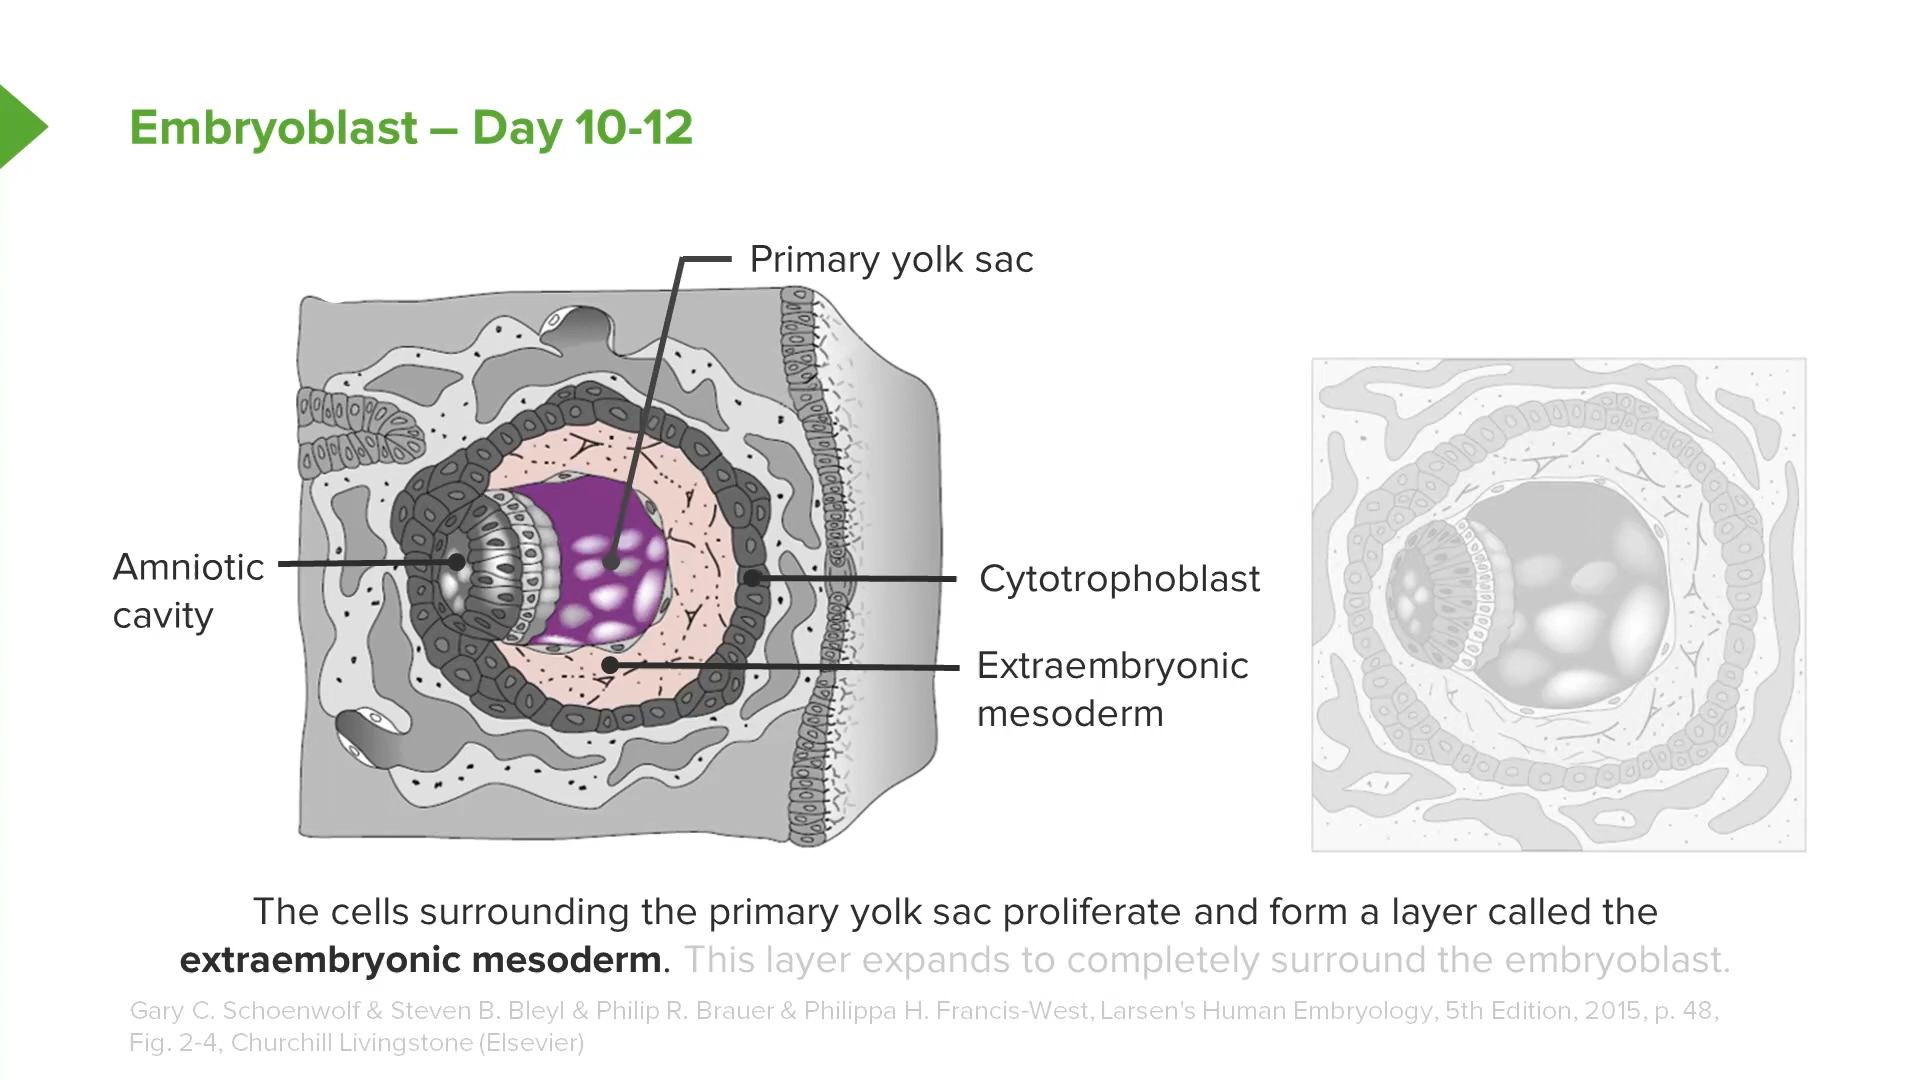 Embryoblast – Day 10-12
Primary yolk sac
Amniotic
cavity
Cytotrophoblast
Extraembryonic
mesoderm
The cells surrounding the primary yolk sac proliferate and form a layer called the
extraembryonic mesoderm. This layer expands to completely surround the embryoblast.
Gary C. Schoenwolf & Steven B. Bleyl & Philip R. Brauer & Philippa H. Francis-West, Larsen's Human Embryology, 5th Edition, 2015, p. 48,
Fig. 2-4, Churchill Livingstone (Elsevier)